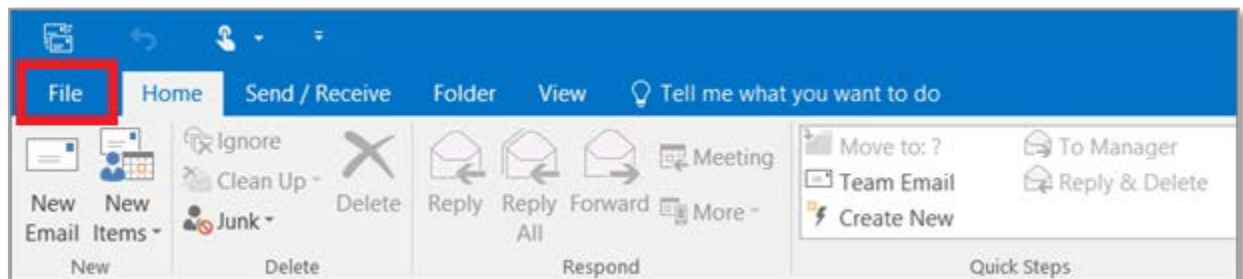 File Home Send / Receive Folder View Tell me what you want to do
Ignore
Clean Up
Junk
New Email
New Items
Delete
Reply
Reply All
Forward
Meeting
More
Move to: ?
Team Email
Create New
To Manager
Reply & Delete
New Delete Respond Quick Steps